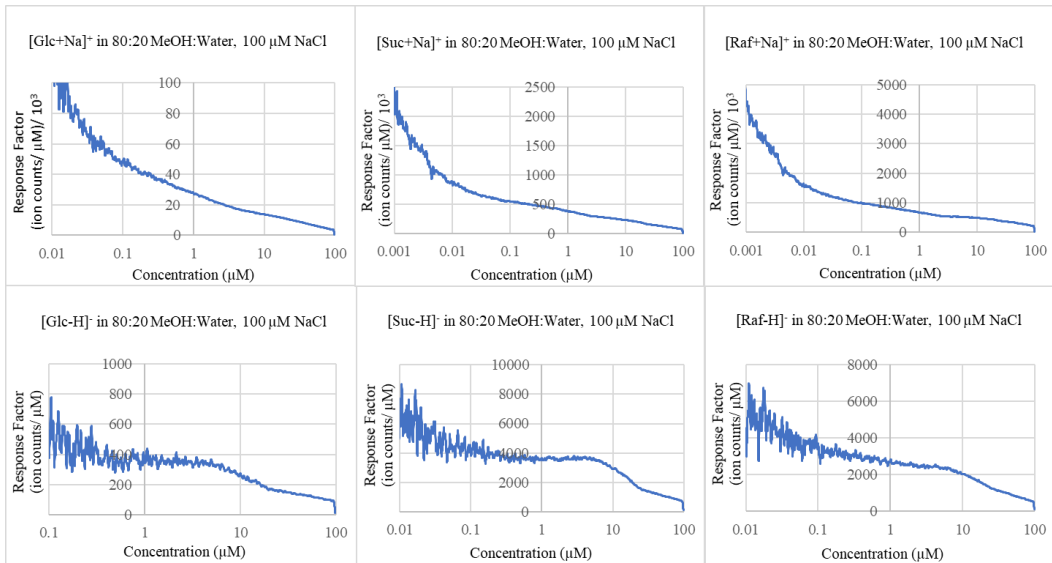 [Glc+Na]⁺ in 80:20 MeOH:Water, 100 µM NaCl
Response Factor
(ion counts/ µM)/ 10³
100
80
60
40
20
0
0.01
0.1
1
10
100
Concentration (µM)
[Suc+Na]⁺ in 80:20 MeOH:Water, 100 µM NaCl
Response Factor
(ion counts/ µM)/ 10³
2500
2000
1500
1000
500
0
0.001
0.01
0.1
1
10
100
Concentration (µM)
[Raf+Na]⁺ in 80:20 MeOH:Water, 100 µM NaCl
Response Factor
(ion counts/ µM)/ 10³
5000
4000
3000
2000
1000
0
0.001
0.01
0.1
1
10
100
Concentration (µM)
[Glc-H]⁻ in 80:20 MeOH:Water, 100 µM NaCl
Response Factor
(ion counts/ µM)
1000
800
600
400
200
0
0.1
1
10
100
Concentration (µM)
[Suc-H]⁻ in 80:20 MeOH:Water, 100 µM NaCl
Response Factor
(ion counts/ µM)
10000
8000
6000
4000
2000
0
0.01
0.1
1
10
100
Concentration (µM)
[Raf-H]⁻ in 80:20 MeOH:Water, 100 µM NaCl
Response Factor
(ion counts/ µM)
8000
6000
4000
2000
0
0.01
0.1
1
10
100
Concentration (µM)